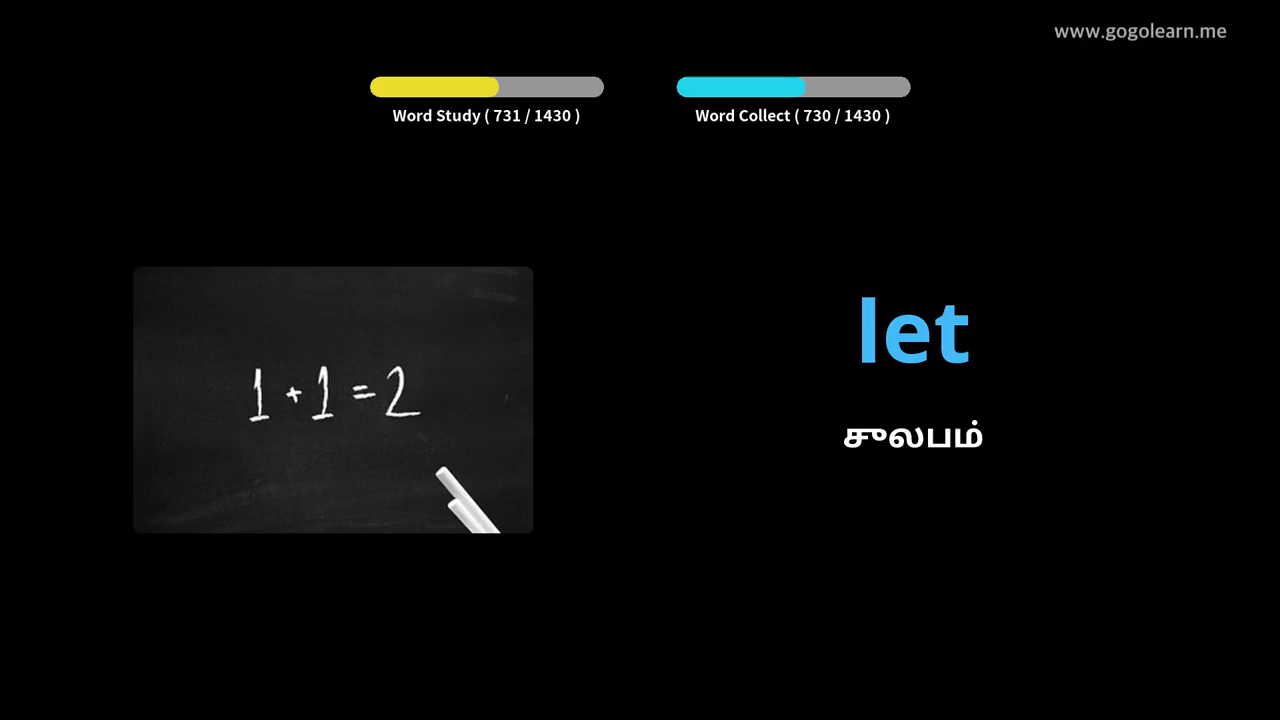 www.gogolearn.me
Word Study ( 731 / 1430 )
Word Collect ( 730 / 1430 )
1 + 1 = 2
let
சுலபம்